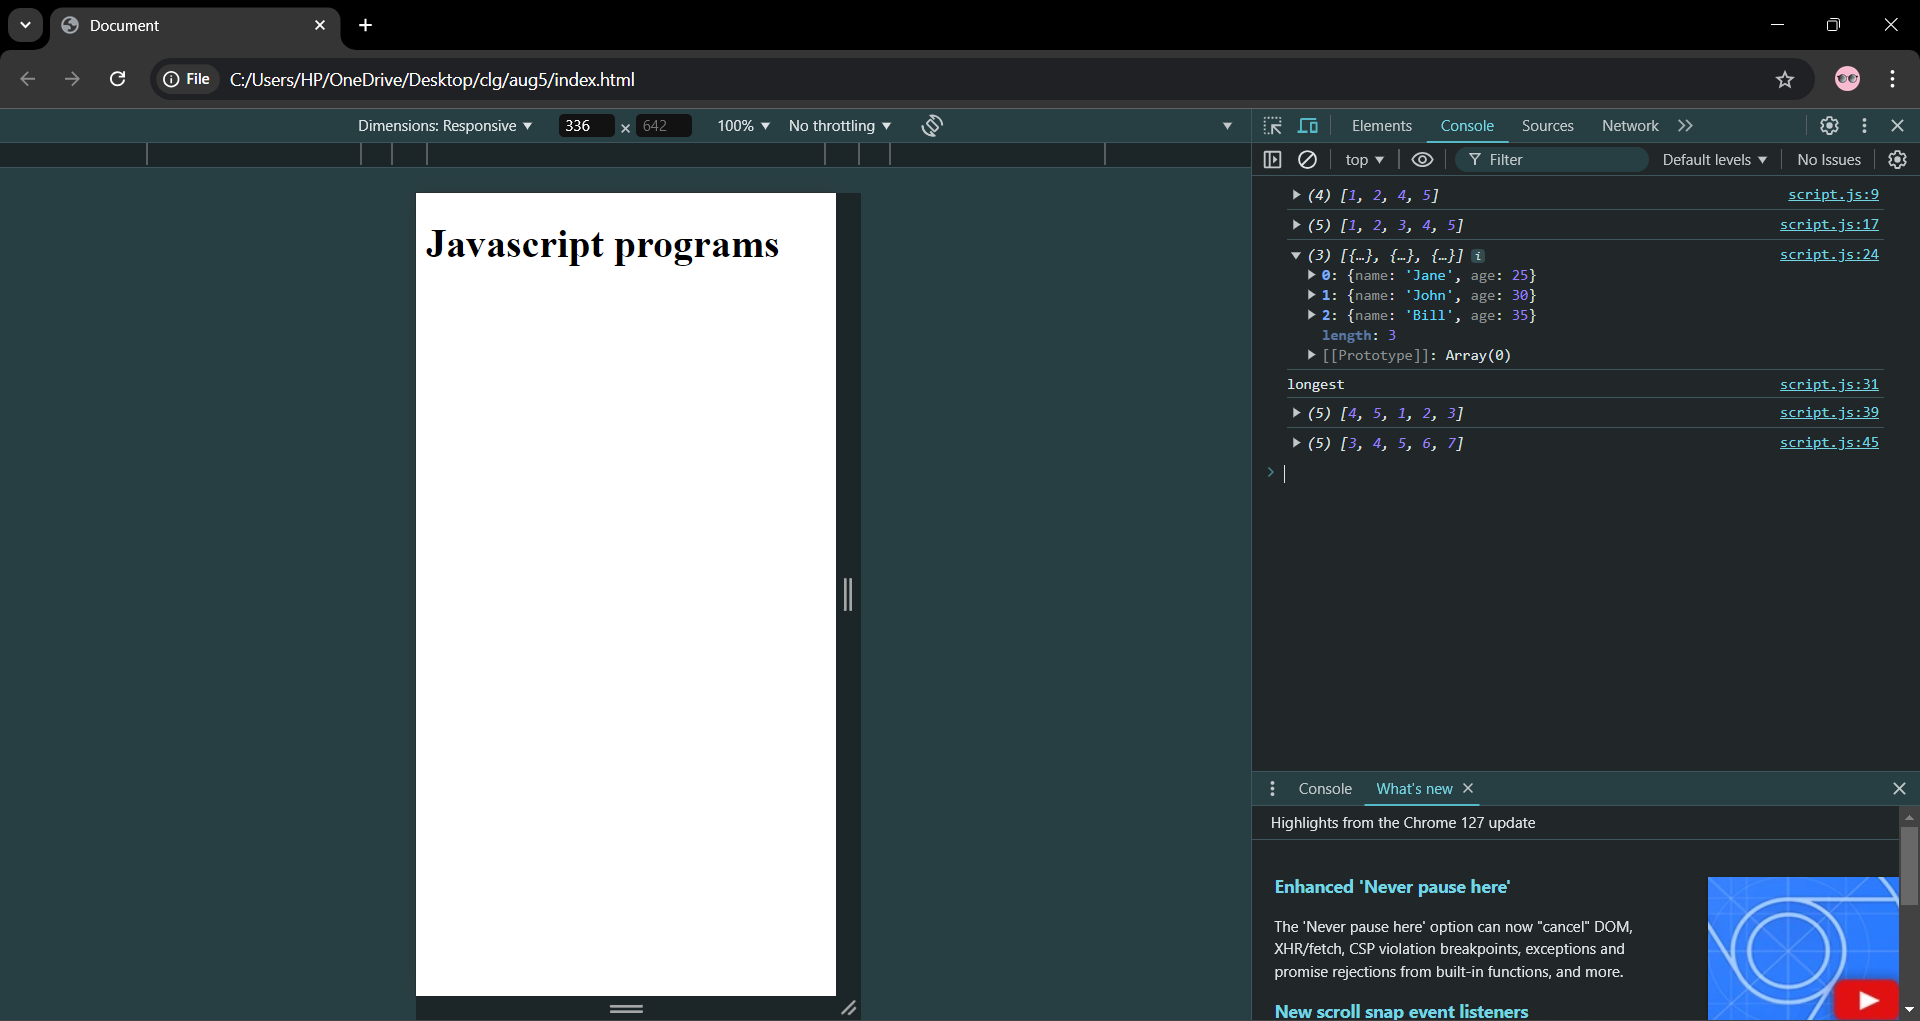 Document
File C:/Users/HP/OneDrive/Desktop/clg/aug5/index.html
Dimensions: Responsive 336 x 642 100% No throttling
Elements Console Sources Network
top Filter Default levels No Issues
Javascript programs
(4) [1, 2, 4, 5] script.js:9
(5) [1, 2, 3, 4, 5] script.js:17
(3) [{…}, {…}, {…}] i script.js:24
0: {name: 'Jane', age: 25}
1: {name: 'John', age: 30}
2: {name: 'Bill', age: 35}
length: 3
[[Prototype]]: Array(0)
longest script.js:31
(5) [4, 5, 1, 2, 3] script.js:39
(5) [3, 4, 5, 6, 7] script.js:45
Console What's new
Highlights from the Chrome 127 update
Enhanced 'Never pause here'
The 'Never pause here' option can now "cancel" DOM,
XHR/fetch, CSP violation breakpoints, exceptions and
promise rejections from built-in functions, and more.
New scroll snap event listeners